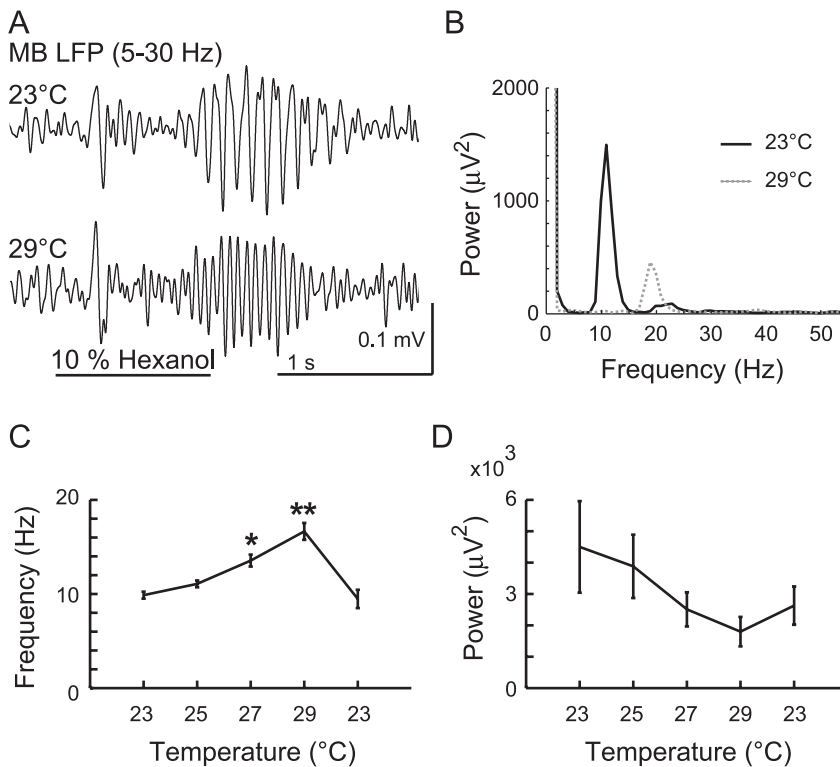 A
MB LFP (5-30 Hz)
23°C
29°C
0.1 mV
10 % Hexanol
1 s
B
2000
1000
0
Power (μV²)
23°C
29°C
0 10 20 30 40 50
Frequency (Hz)
C
20
10
0
Frequency (Hz)
*
**
23 25 27 29 23
Temperature (°C)
D
x10³
6
3
0
Power (μV²)
23 25 27 29 23
Temperature (°C)